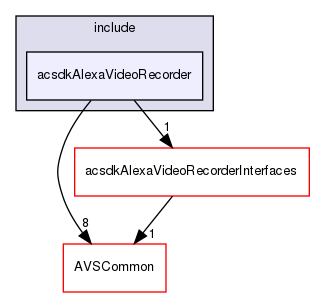 include
acsdkAlexaVideoRecorder
1
acsdkAlexaVideoRecorderInterfaces
8
1
AVSCommon